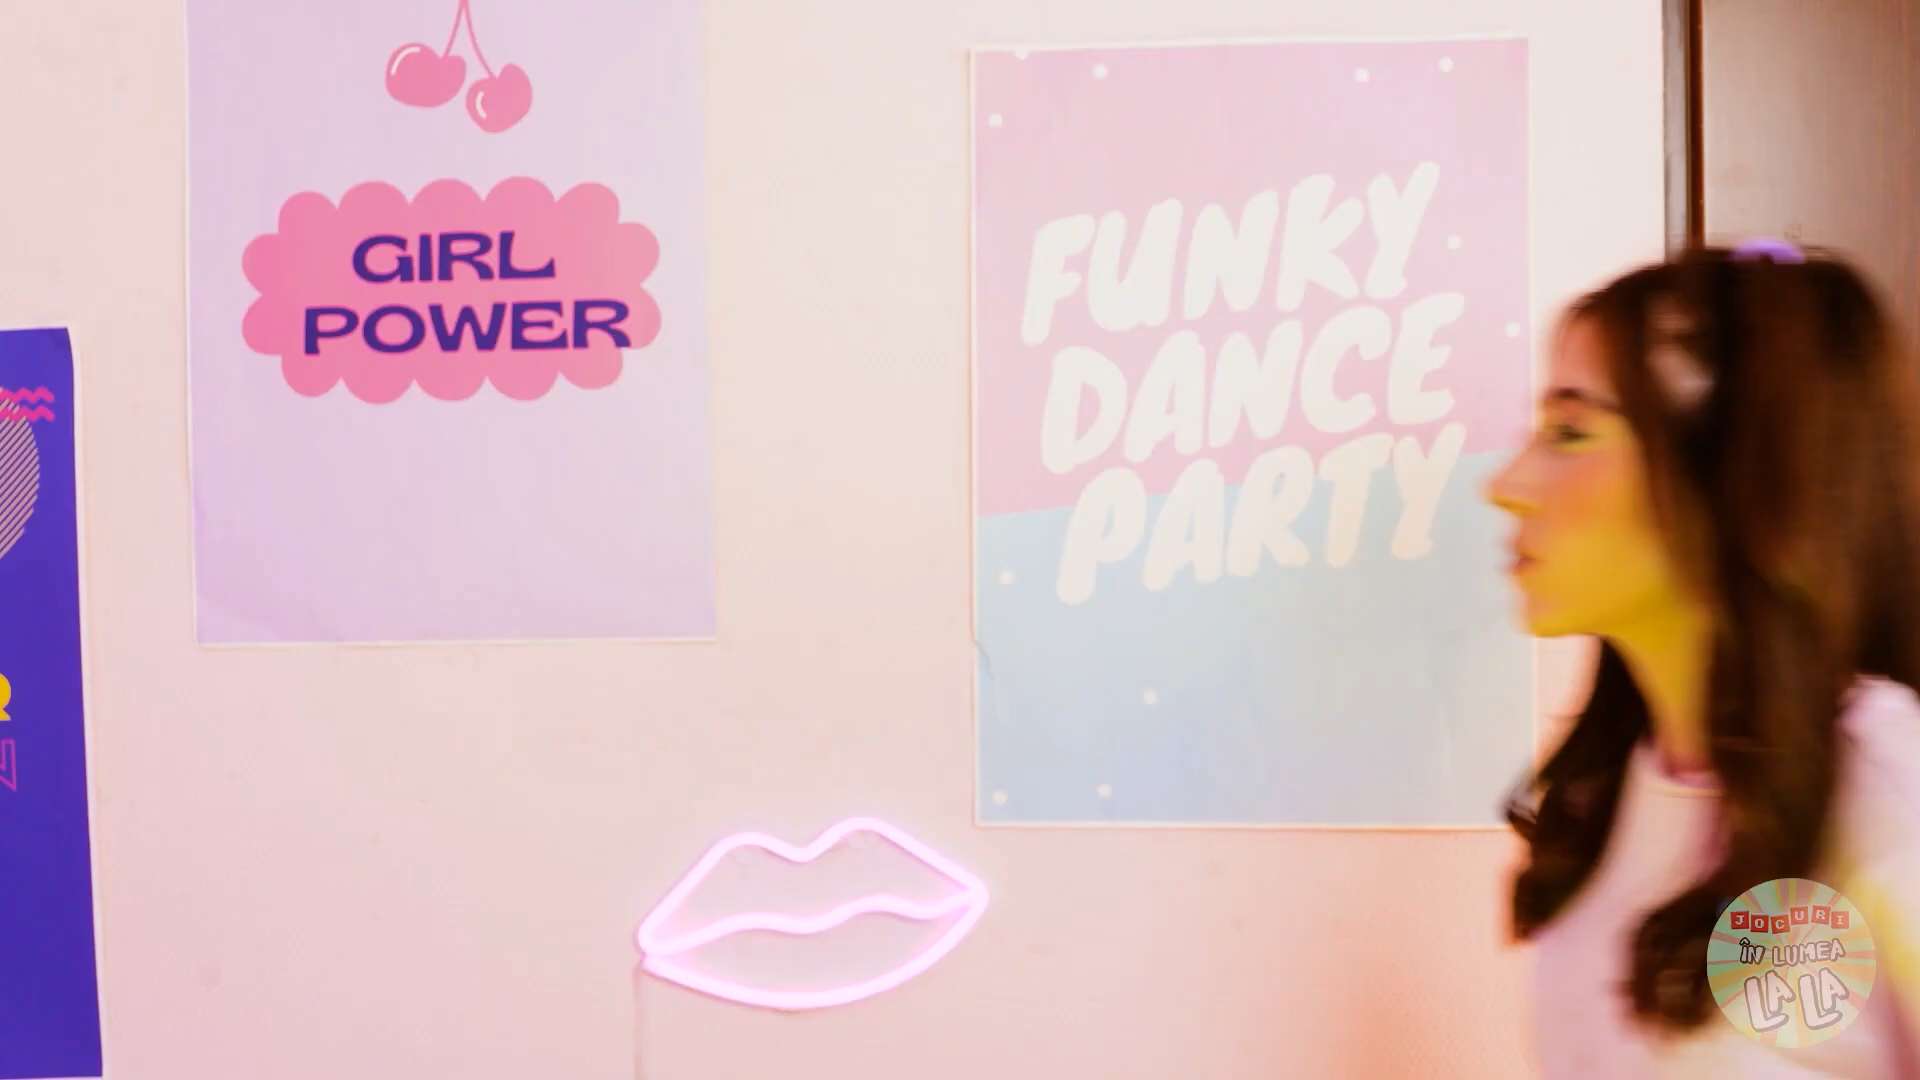 GIRL
POWER
FUNKY
DANCE
PARTY
JOCURI
ÎN LUMEA
LA LA